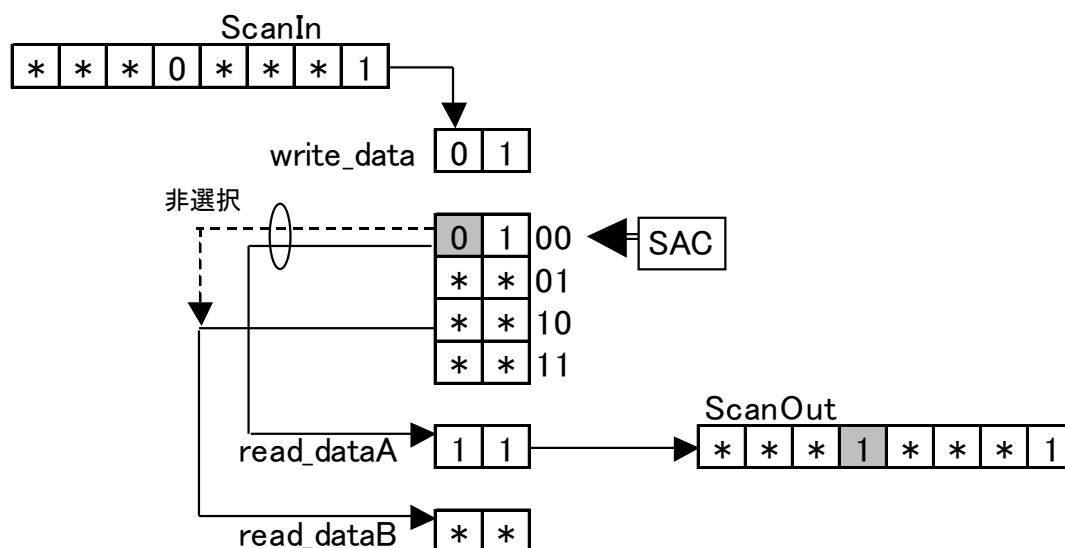 ScanIn
* * * 0 * * * 1
write_data 0 1
非選択
0 1 00
SAC
* * 01
* * 10
* * 11
ScanOut
read_dataA 1 1
* * * 1 * * * 1
read_dataB * *